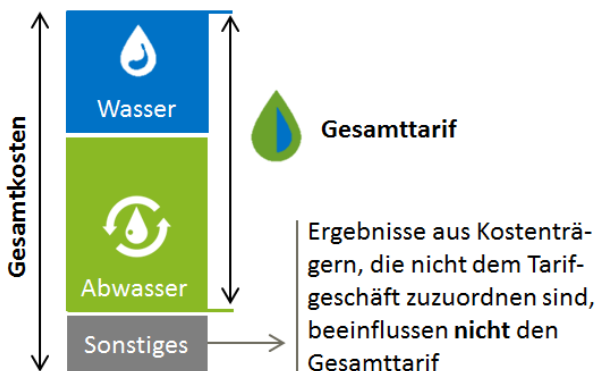 Gesamtkosten
Wasser
Gesamttarif
Abwasser
Sonstiges
Ergebnisse aus Kostenträ-
gern, die nicht dem Tarif-
geschäft zuzuordnen sind,
beeinflussen nicht den
Gesamttarif